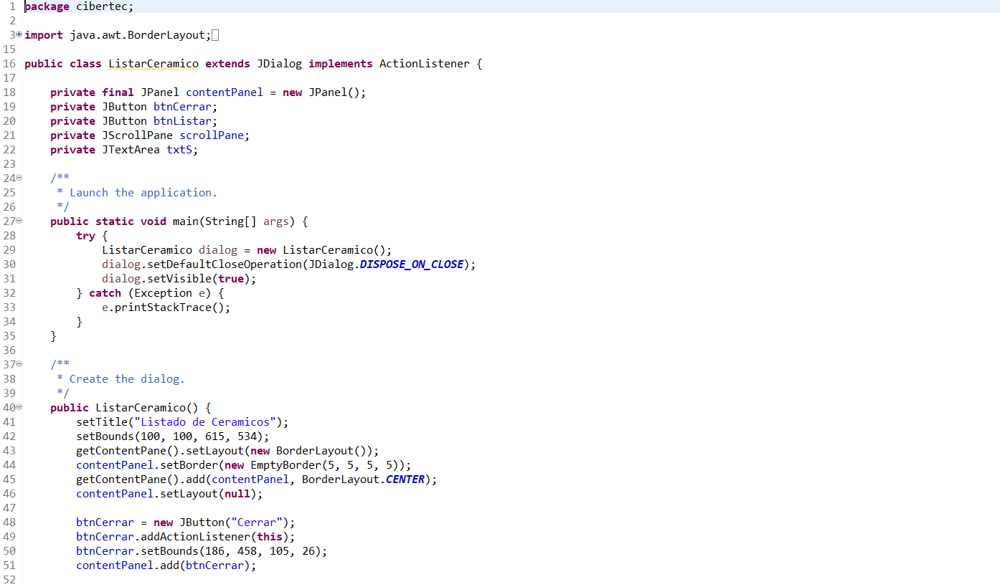 1 package cibertec;
2
3 import java.awt.BorderLayout;
15
16 public class ListarCeramico extends JDialog implements ActionListener {
17
18     private final JPanel contentPanel = new JPanel();
19     private JButton btnCerrar;
20     private JButton btnListar;
21     private JScrollPane scrollPane;
22     private JTextArea txtS;
23
24     /**
25      * Launch the application.
26      */
27     public static void main(String[] args) {
28         try {
29             ListarCeramico dialog = new ListarCeramico();
30             dialog.setDefaultCloseOperation(JDialog.DISPOSE_ON_CLOSE);
31             dialog.setVisible(true);
32         } catch (Exception e) {
33             e.printStackTrace();
34         }
35     }
36
37     /**
38      * Create the dialog.
39      */
40     public ListarCeramico() {
41         setTitle("Listado de Ceramicos");
42         setBounds(100, 100, 615, 534);
43         getContentPane().setLayout(new BorderLayout());
44         contentPanel.setBorder(new EmptyBorder(5, 5, 5, 5));
45         getContentPane().add(contentPanel, BorderLayout.CENTER);
46         contentPanel.setLayout(null);
47
48         btnCerrar = new JButton("Cerrar");
49         btnCerrar.addActionListener(this);
50         btnCerrar.setBounds(186, 458, 105, 26);
51         contentPanel.add(btnCerrar);
52